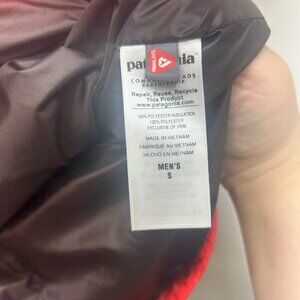 patagonia
Repair, Reuse, Recycle
This Product
www.patagonia.com
100% POLYESTER INSULATION
100% POLYESTER
EXCLUSIVE OF TRIM
MADE IN VIETNAM
FABRIQUÉ AU VIETNAM
HECHO EN VIETNAM
MEN'S
S